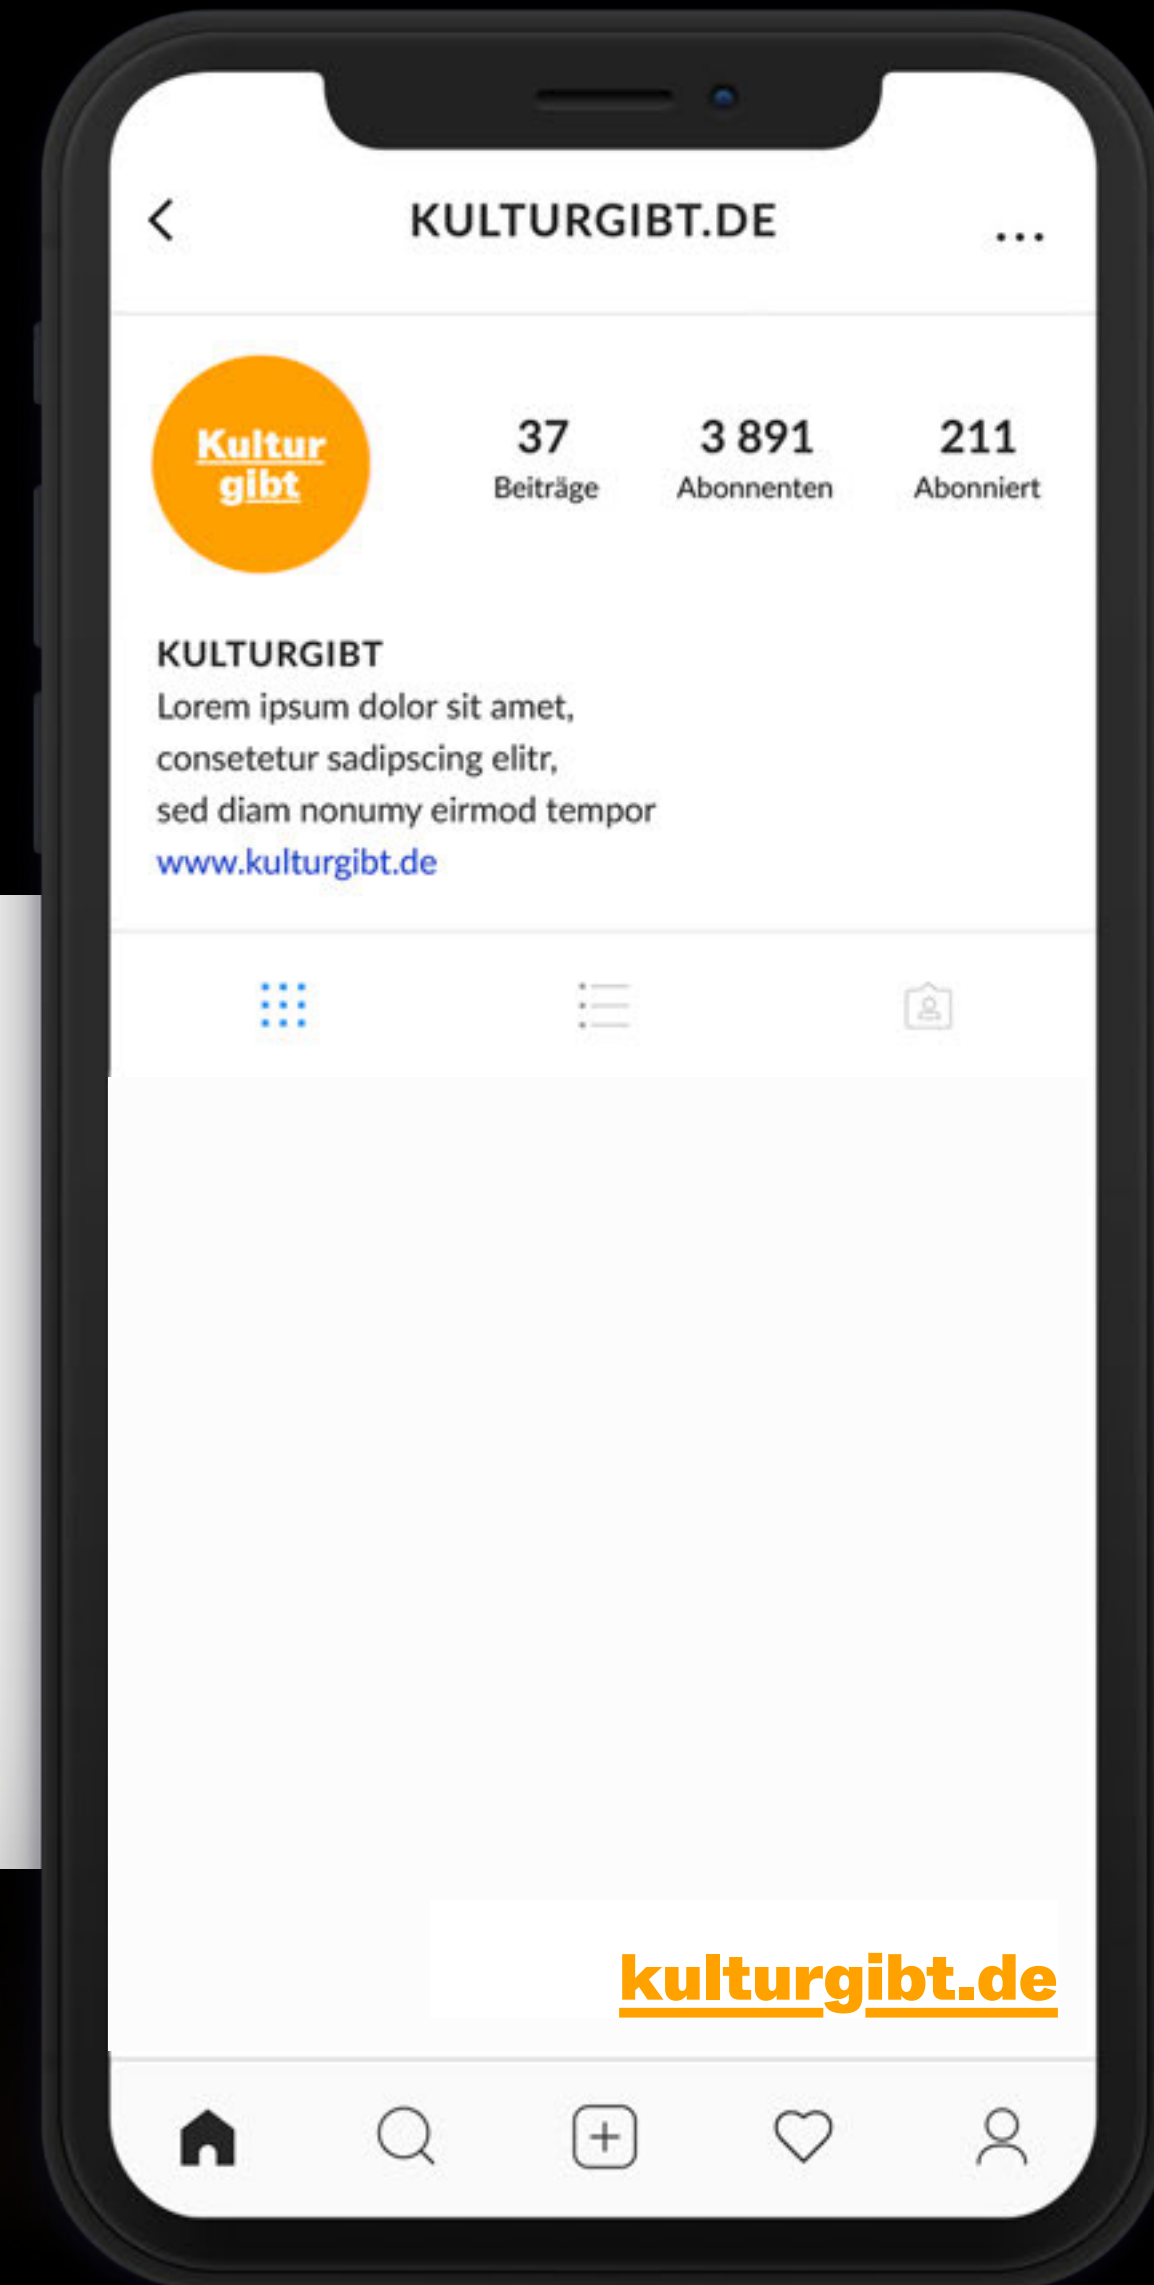 KULTURGIBT.DE
...
Kultur
gibt
37
Beiträge
3 891
Abonnenten
211
Abonniert
KULTURGIBT
Lorem ipsum dolor sit amet,
consetetur sadipscing elitr,
sed diam nonumy eirmod tempor
www.kulturgibt.de
kulturgibt.de